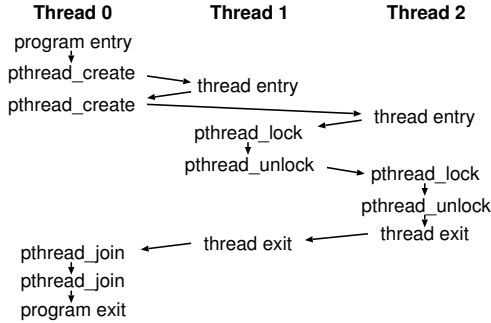 Thread 0 Thread 1 Thread 2
program entry
pthread_create
thread entry
pthread_create
thread entry
pthread_lock
pthread_unlock
pthread_lock
pthread_unlock
thread exit
thread exit
pthread_join
pthread_join
program exit